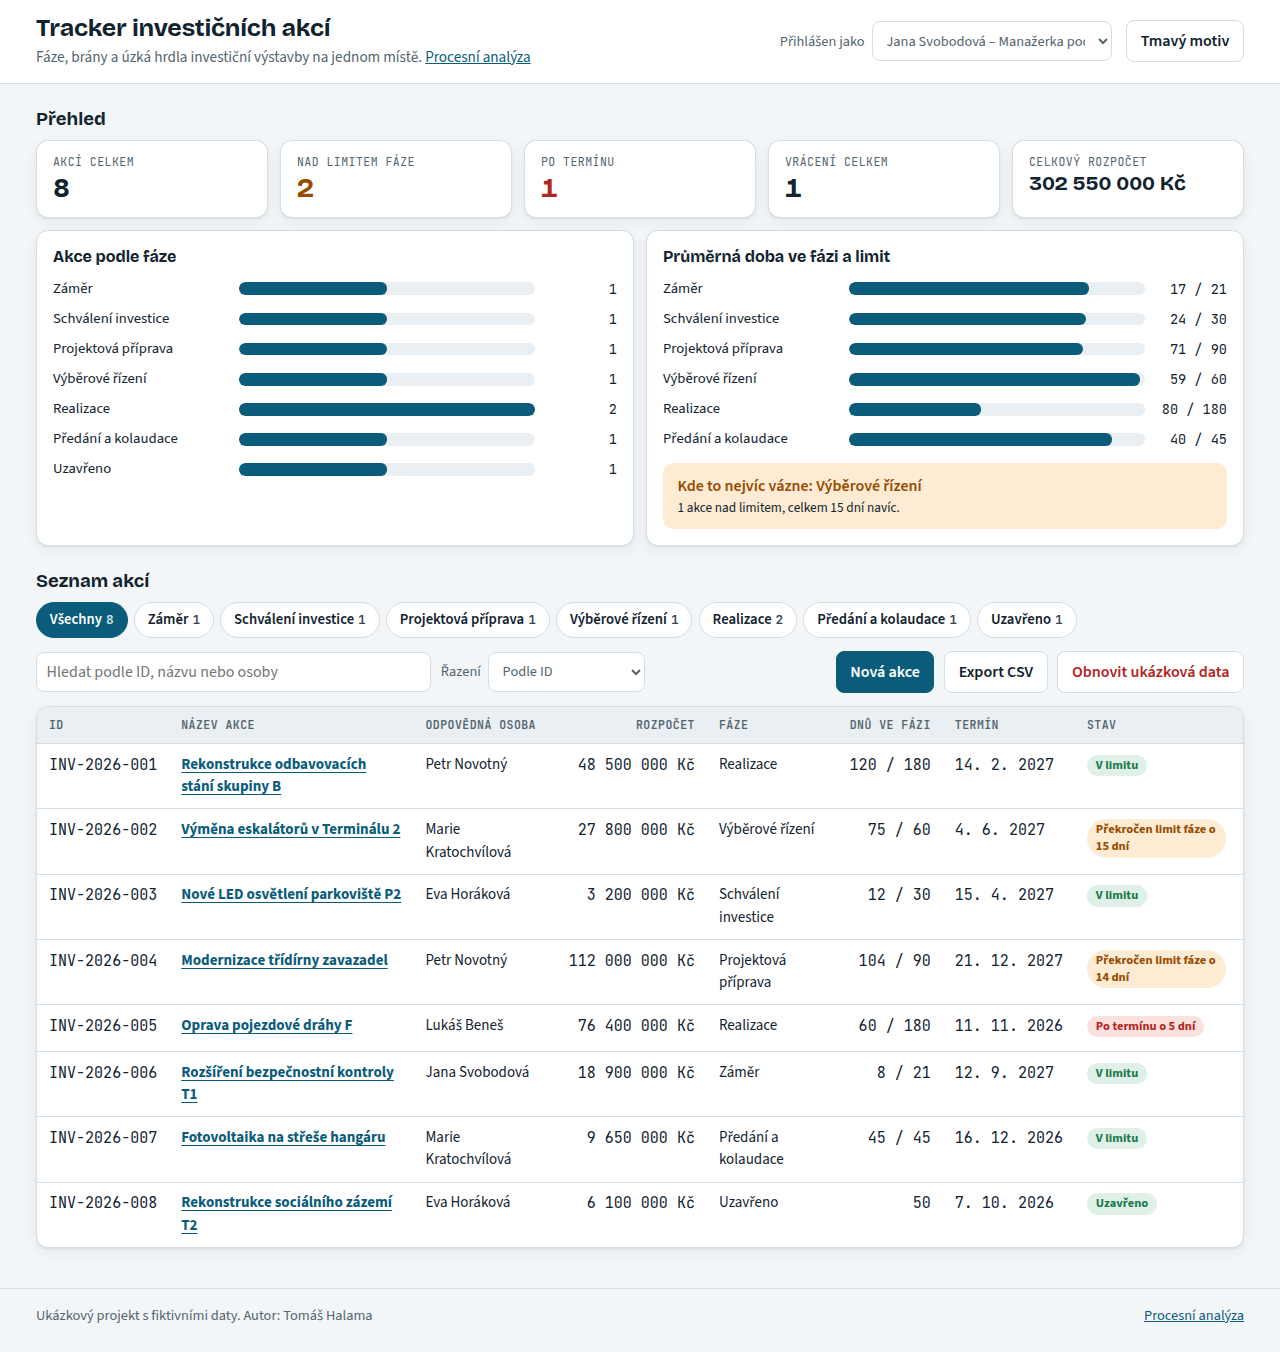 Tracker investičních akcí
Fáze, brány a úzká hrdla investiční výstavby na jednom místě. Procesní analýza
Přihlášen jako
Jana Svobodová – Manažerka poc
Tmavý motiv
Přehled
AKCÍ CELKEM
8
NAD LIMITEM FÁZE
2
PO TERMÍNU
1
VRÁCENÍ CELKEM
1
CELKOVÝ ROZPOČET
302 550 000 Kč
Akce podle fáze
Záměr 1
Schválení investice 1
Projektová příprava 1
Výběrové řízení 1
Realizace 2
Předání a kolaudace 1
Uzavřeno 1
Průměrná doba ve fázi a limit
Záměr 17 / 21
Schválení investice 24 / 30
Projektová příprava 71 / 90
Výběrové řízení 59 / 60
Realizace 80 / 180
Předání a kolaudace 40 / 45
Kde to nejvíc vázne: Výběrové řízení
1 akce nad limitem, celkem 15 dní navíc.
Seznam akcí
Všechny 8 Záměr 1 Schválení investice 1 Projektová příprava 1 Výběrové řízení 1 Realizace 2 Předání a kolaudace 1 Uzavřeno 1
Hledat podle ID, názvu nebo osoby Řazení Podle ID Nová akce Export CSV Obnovit ukázková data
ID NÁZEV AKCE ODPOVĚDNÁ OSOBA ROZPOČET FÁZE DNŮ VE FÁZI TERMÍN STAV
INV-2026-001 Rekonstrukce odbavovacích Petr Novotný 48 500 000 Kč Realizace 120 / 180 14. 2. 2027 V limitu
stání skupiny B
INV-2026-002 Výměna eskalátorů v Terminálu 2 Marie 27 800 000 Kč Výběrové řízení 75 / 60 4. 6. 2027 Překročen limit fáze o
Kratochvílová 15 dní
INV-2026-003 Nové LED osvětlení parkoviště P2 Eva Horáková 3 200 000 Kč Schválení 12 / 30 15. 4. 2027 V limitu
investice
INV-2026-004 Modernizace třídírny zavazadel Petr Novotný 112 000 000 Kč Projektová 104 / 90 21. 12. 2027 Překročen limit fáze o
příprava 14 dní
INV-2026-005 Oprava pojezdové dráhy F Lukáš Beneš 76 400 000 Kč Realizace 60 / 180 11. 11. 2026 Po termínu o 5 dní
INV-2026-006 Rozšíření bezpečnostní kontroly Jana Svobodová 18 900 000 Kč Záměr 8 / 21 12. 9. 2027 V limitu
T1
INV-2026-007 Fotovoltaika na střeše hangáru Marie 9 650 000 Kč Předání a 45 / 45 16. 12. 2026 V limitu
Kratochvílová kolaudace
INV-2026-008 Rekonstrukce sociálního zázemí Eva Horáková 6 100 000 Kč Uzavřeno 50 7. 10. 2026 Uzavřeno
T2
Ukázkový projekt s fiktivními daty. Autor: Tomáš Halama
Procesní analýza